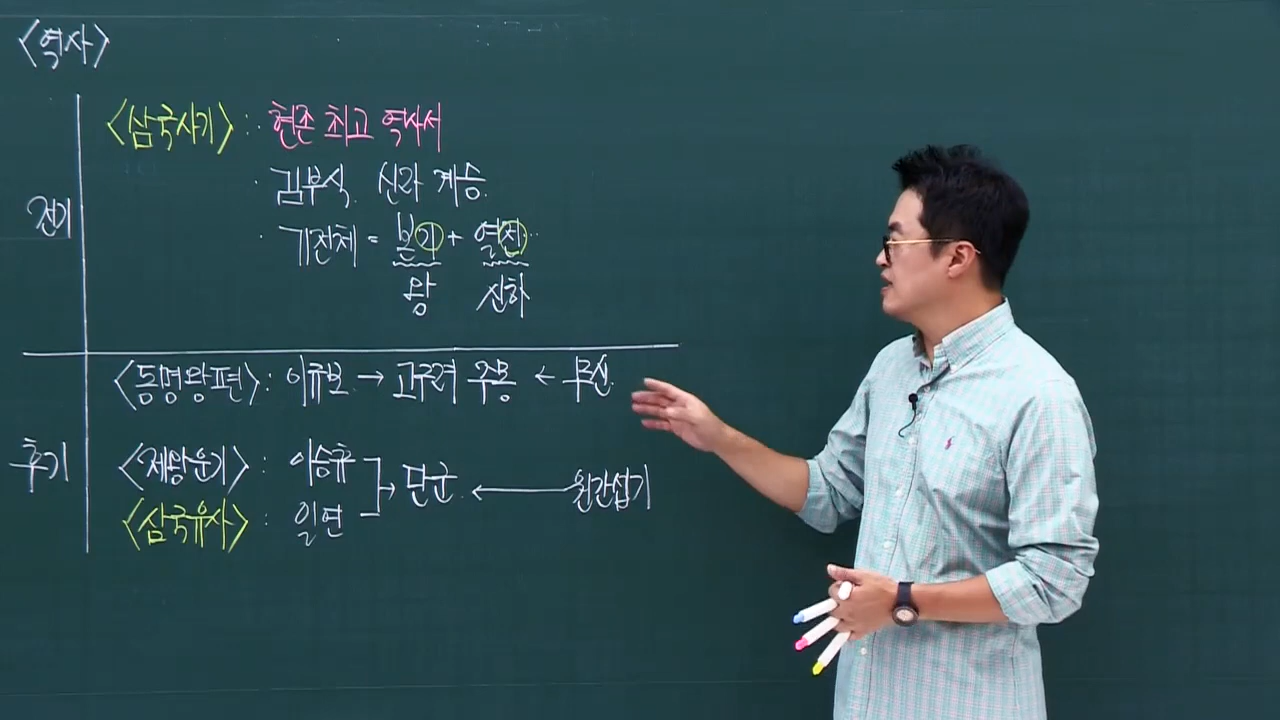 <역사>
전기
<삼국사기> : · 현존 최고 역사서
· 김부식. 신라 계승.
· 기전체 = 본기 + 열전 ··
왕 신하
후기
<동명왕편> : 이규보 → 고구려 주몽 ← 무신.
<제왕운기> : 이승휴
<삼국유사> : 일연
→ 단군 ← 원간섭기